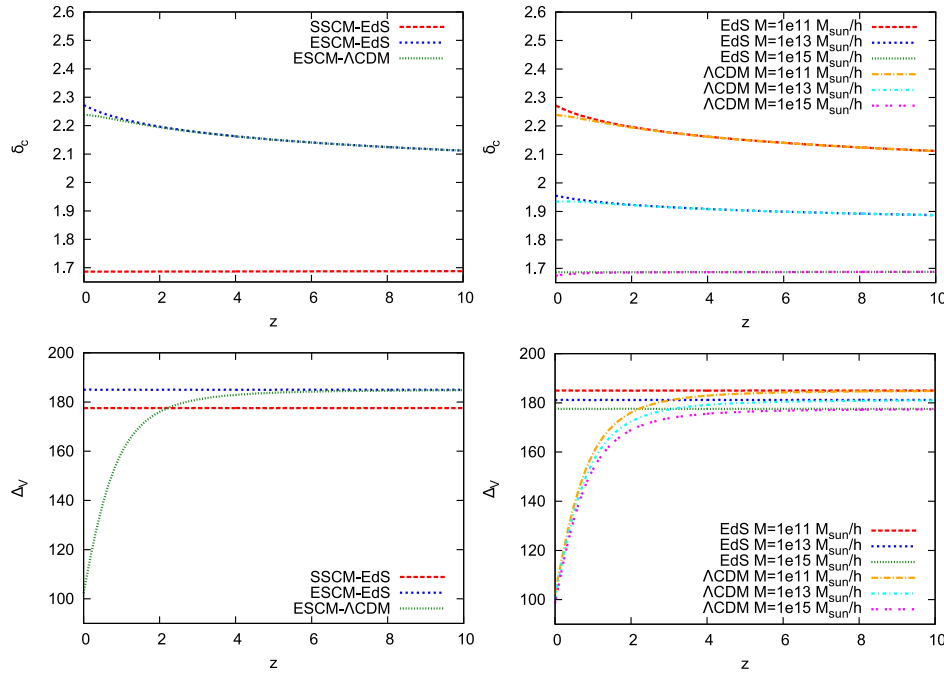 2.6
2.5
2.4
2.3
2.2
2.1
2
1.9
1.8
1.7
δc
0 2 4 6 8 10
z
SSCM-EdS
ESCM-EdS
ESCM-ΛCDM
2.6
2.5
2.4
2.3
2.2
2.1
2
1.9
1.8
1.7
δc
0 2 4 6 8 10
z
EdS M=1e11 Msun/h
EdS M=1e13 Msun/h
EdS M=1e15 Msun/h
ΛCDM M=1e11 Msun/h
ΛCDM M=1e13 Msun/h
ΛCDM M=1e15 Msun/h
200
180
160
140
120
100
ΔV
0 2 4 6 8 10
z
SSCM-EdS
ESCM-EdS
ESCM-ΛCDM
200
180
160
140
120
100
ΔV
0 2 4 6 8 10
z
EdS M=1e11 Msun/h
EdS M=1e13 Msun/h
EdS M=1e15 Msun/h
ΛCDM M=1e11 Msun/h
ΛCDM M=1e13 Msun/h
ΛCDM M=1e15 Msun/h